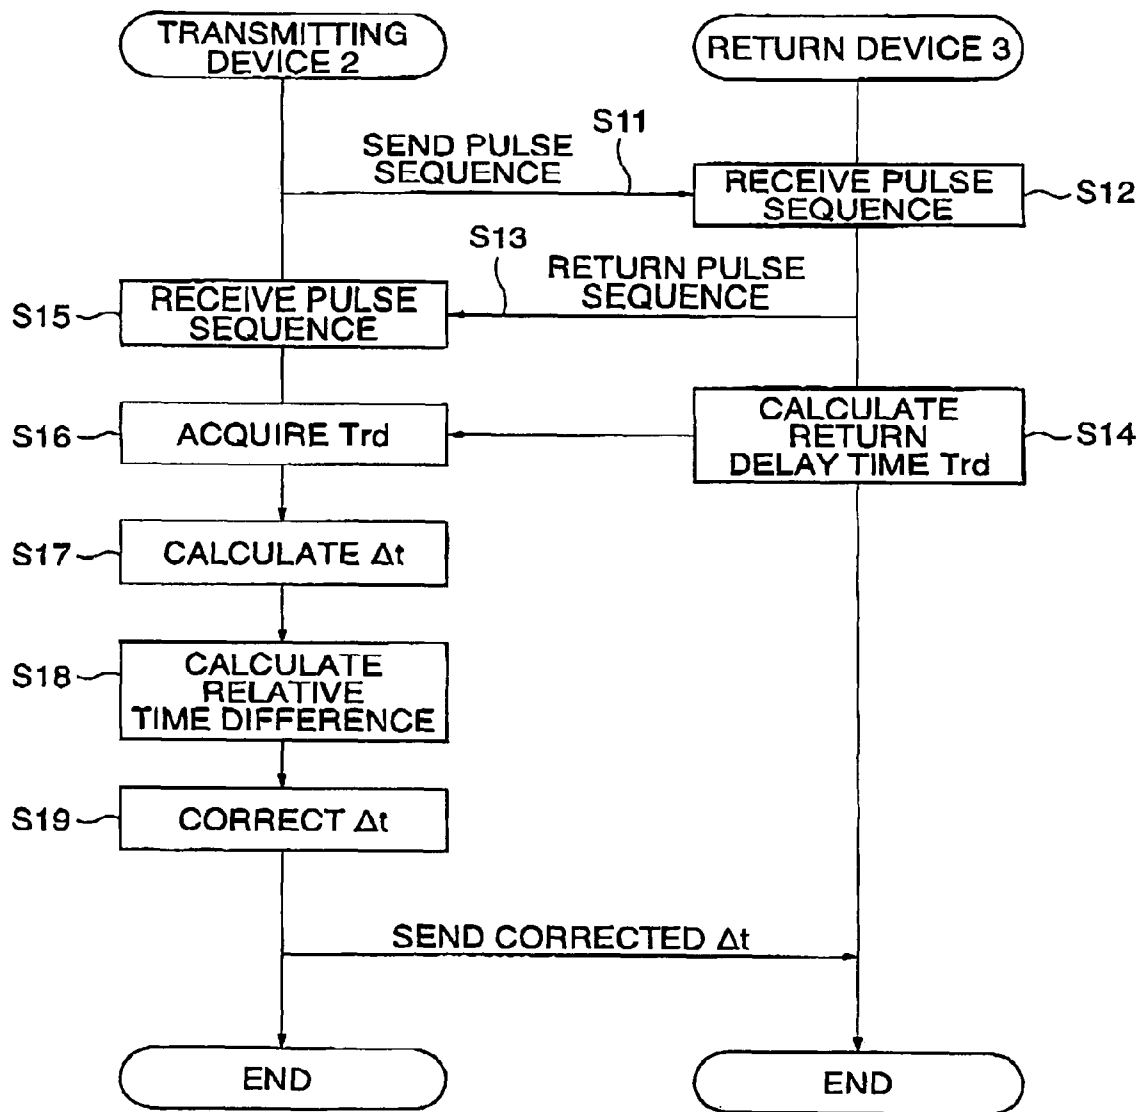 TRANSMITTING
DEVICE 2
RETURN DEVICE 3
S11
SEND PULSE
SEQUENCE
RECEIVE PULSE
SEQUENCE
S12
S13
RETURN PULSE
SEQUENCE
S15
RECEIVE PULSE
SEQUENCE
S16
ACQUIRE Trd
CALCULATE
RETURN
DELAY TIME Trd
S14
S17
CALCULATE Δt
S18
CALCULATE
RELATIVE
TIME DIFFERENCE
S19
CORRECT Δt
SEND CORRECTED Δt
END
END